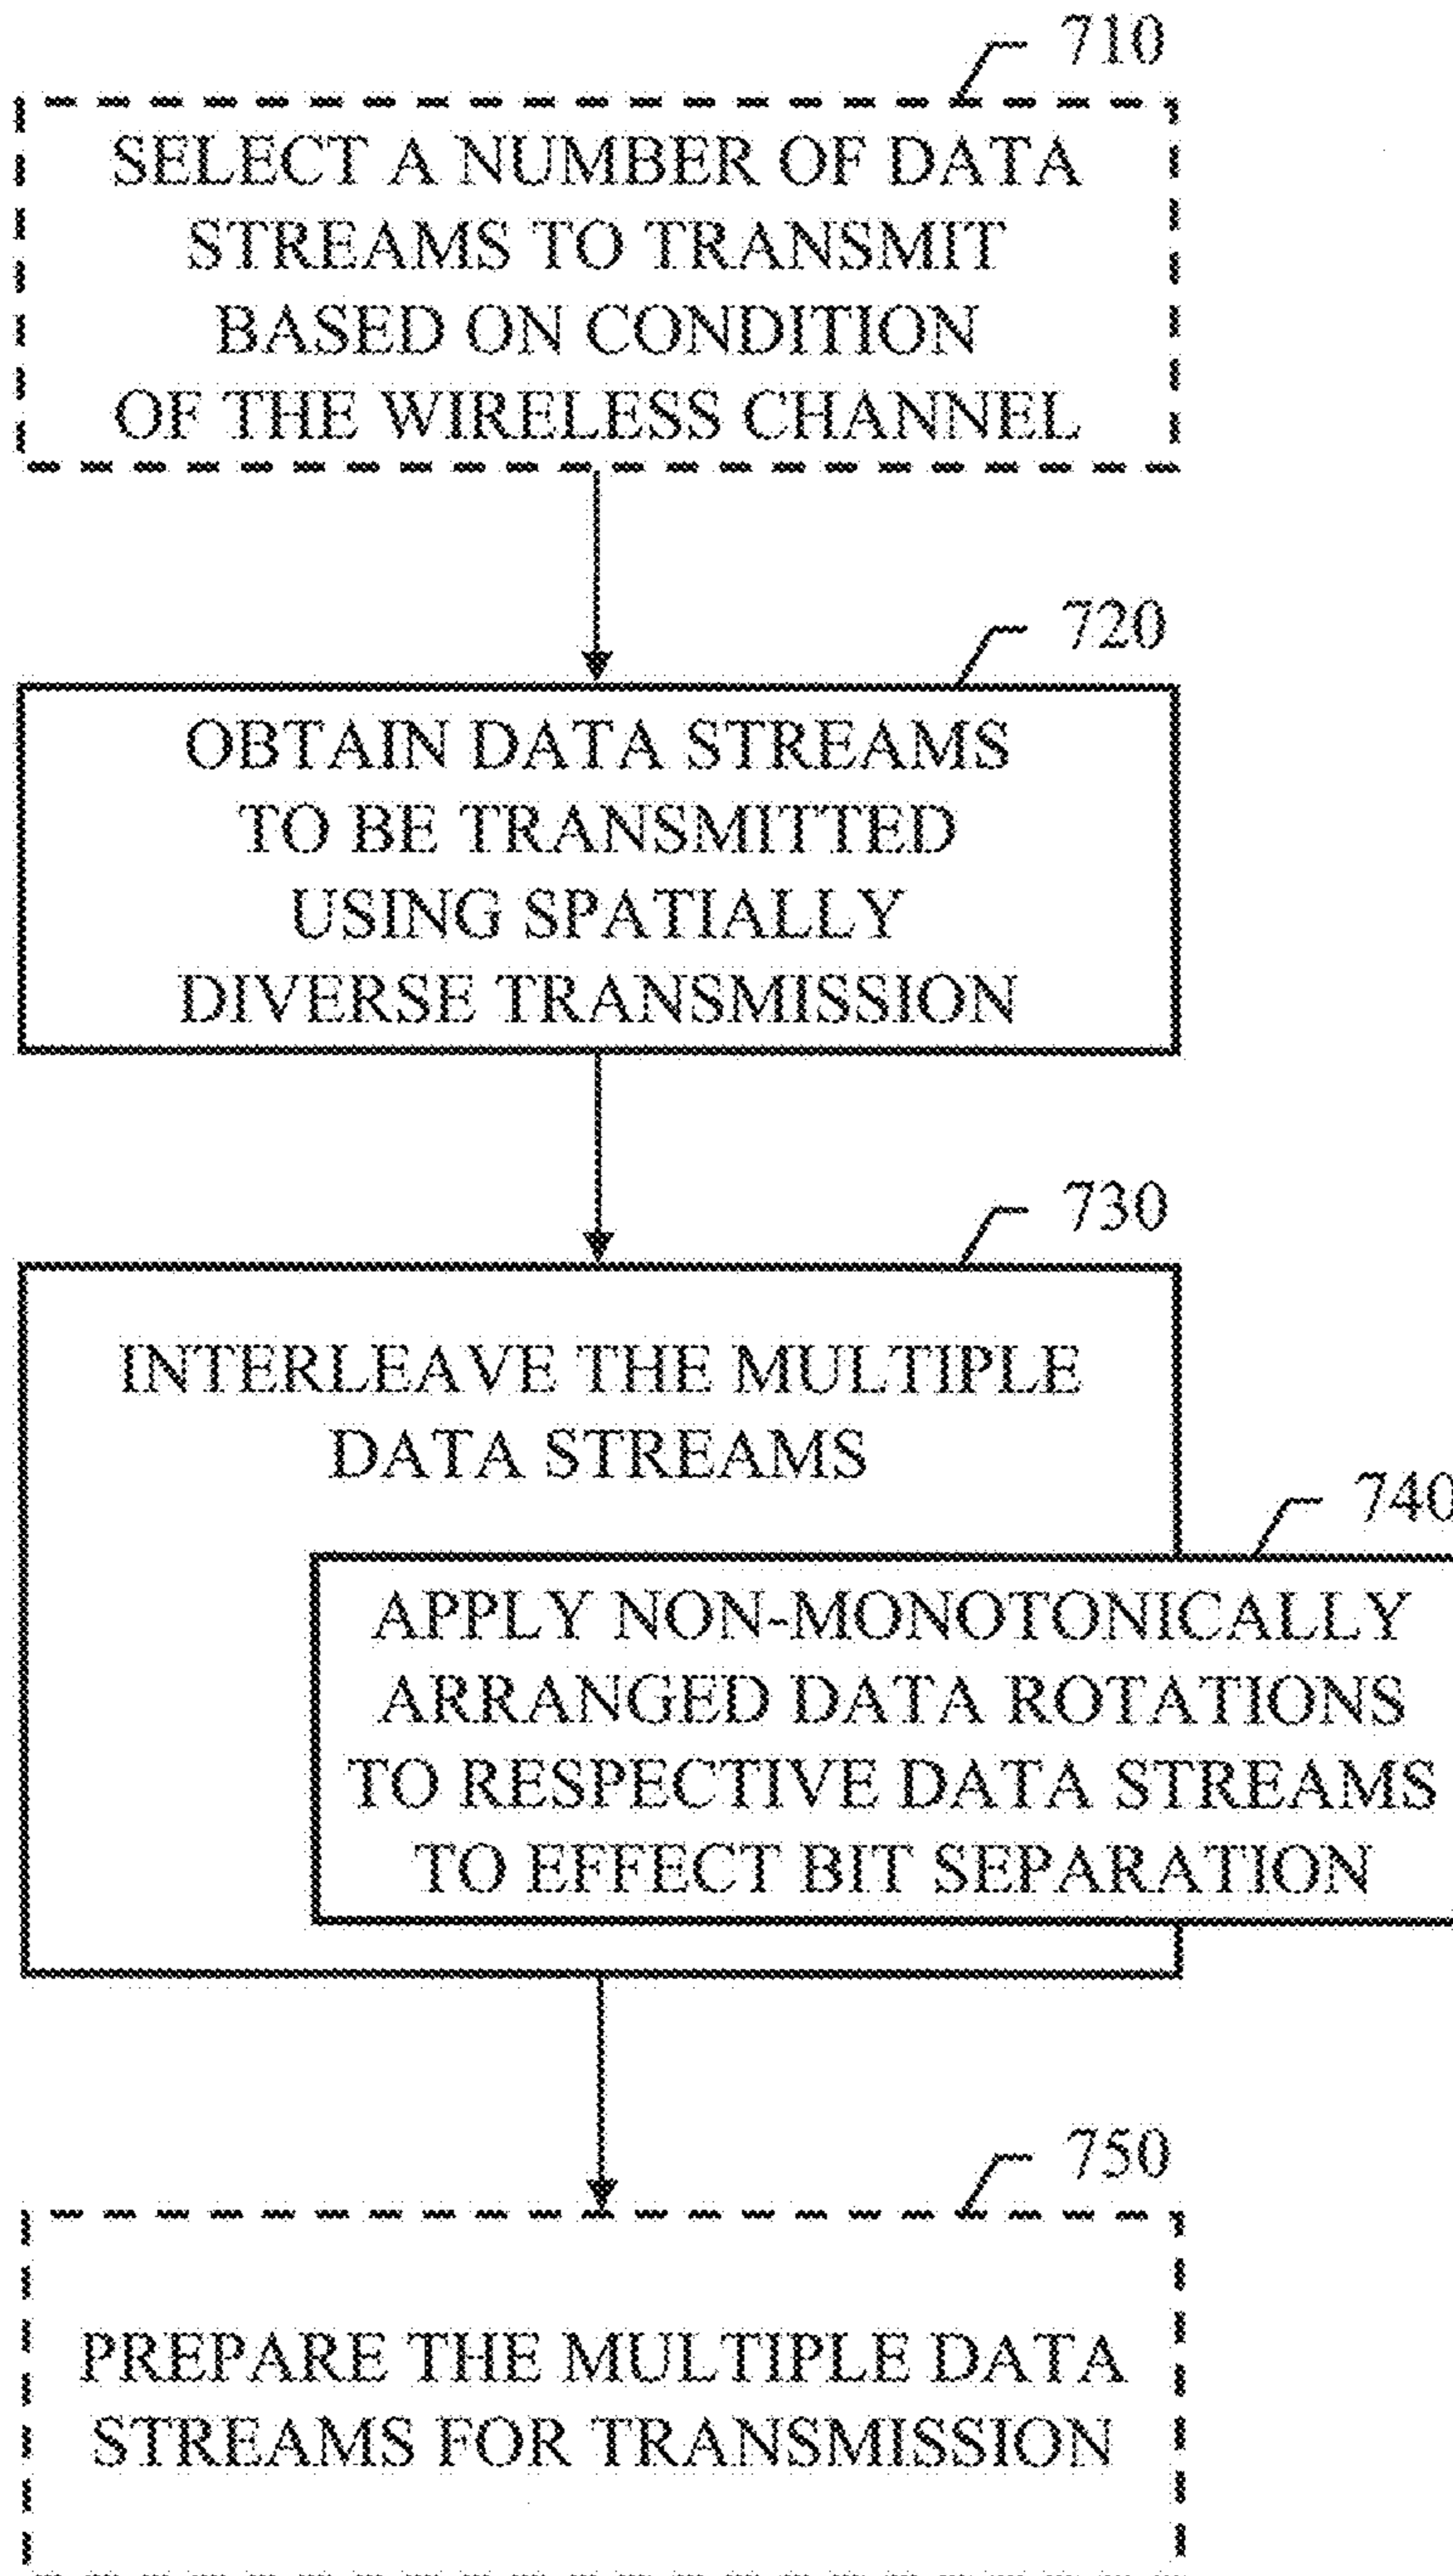 710
SELECT A NUMBER OF DATA
STREAMS TO TRANSMIT
BASED ON CONDITION
OF THE WIRELESS CHANNEL
720
OBTAIN DATA STREAMS
TO BE TRANSMITTED
USING SPATIALLY
DIVERSE TRANSMISSION
730
INTERLEAVE THE MULTIPLE
DATA STREAMS
740
APPLY NON-MONOTONICALLY
ARRANGED DATA ROTATIONS
TO RESPECTIVE DATA STREAMS
TO EFFECT BIT SEPARATION
750
PREPARE THE MULTIPLE DATA
STREAMS FOR TRANSMISSION